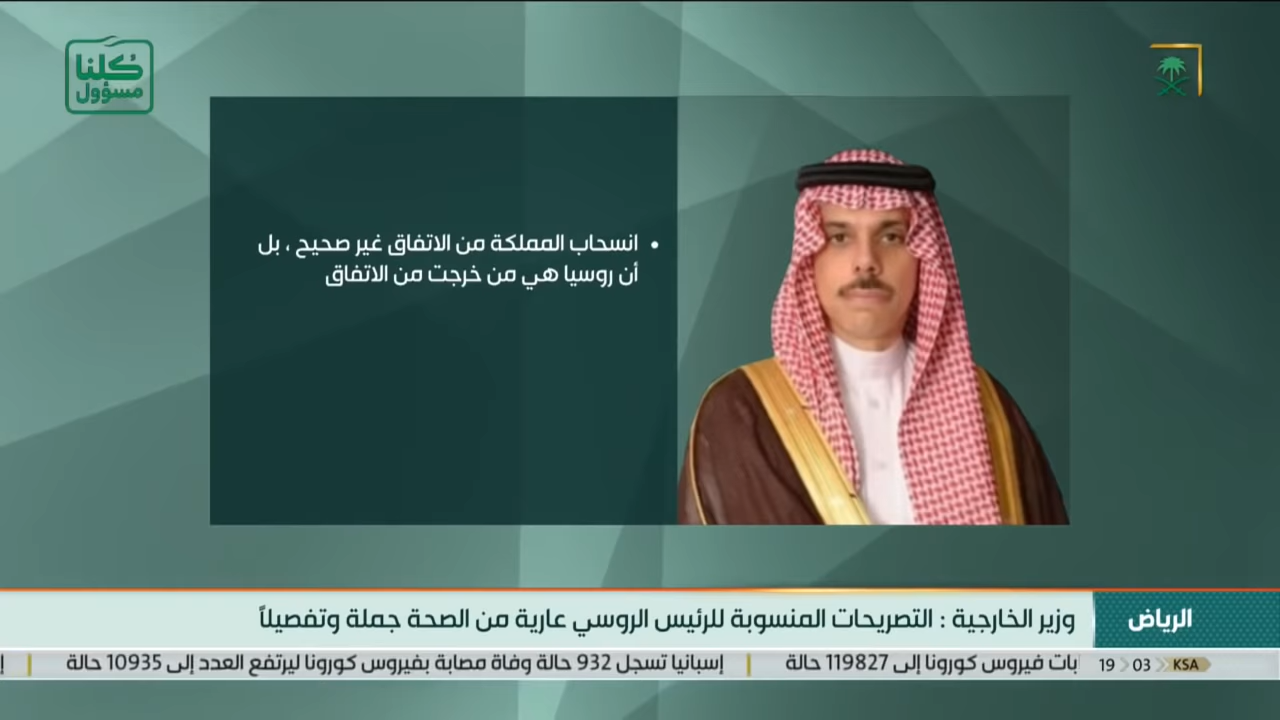 كلنا
مسؤول
• انسحاب المملكة من الاتفاق غير صحيح ، بل
أن روسيا هي من خرجت من الاتفاق
الرياض
وزير الخارجية : التصريحات المنسوبة للرئيس الروسي عارية من الصحة جملة وتفصيلاً
KSA 03 19
بات فيروس كورونا إلى 119827 حالة | إسبانيا تسجل 932 حالة وفاة مصابة بفيروس كورونا ليرتفع العدد إلى 10935 حالة |